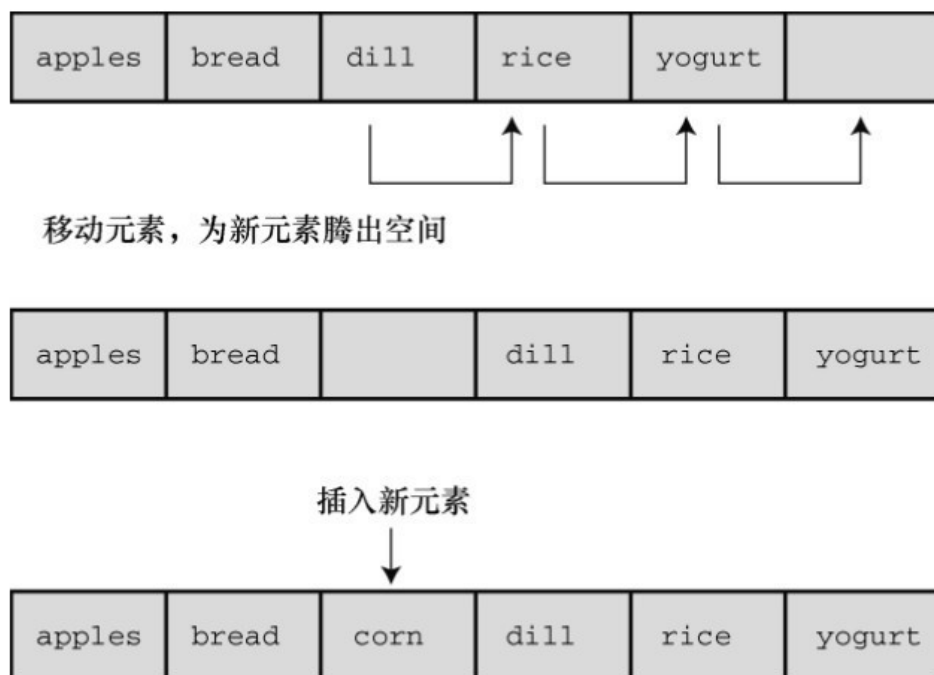 apples bread dill rice yogurt
移动元素，为新元素腾出空间
apples bread dill rice yogurt
插入新元素
apples bread corn dill rice yogurt